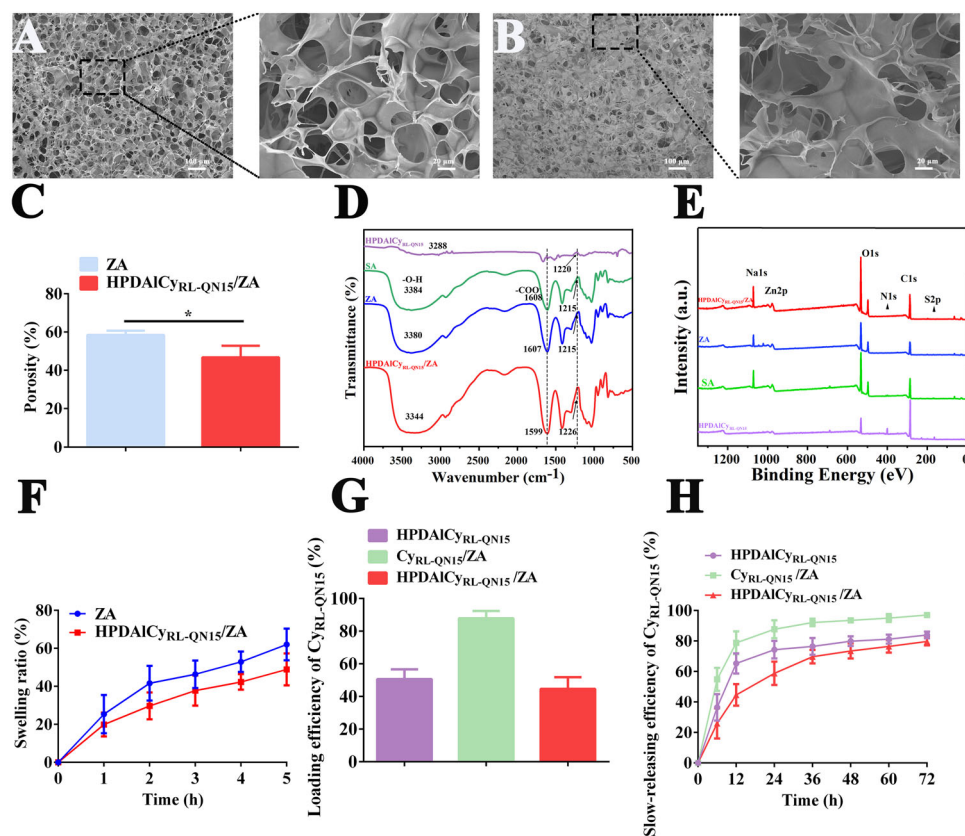 A
100 μm
20 μm
B
100 μm
20 μm
C
ZA
HPDAlCyRL-QN15/ZA
*
Porosity (%)
80
60
40
20
0
D
HPDAlCyRL-QN15
3288
1220
SA
-O-H
3384
-COO
1608
1215
ZA
3380
1607
1215
HPDAlCyRL-QN15/ZA
3344
1599
1226
Transmittance (%)
4000 3500 3000 2500 2000 1500 1000 500
Wavenumber (cm-1)
E
O1s
Na1s
Zn2p
C1s
N1s
S2p
HPDAlCyRL-QN15/ZA
ZA
SA
HPDAlCyRL-QN15
Intensity (a.u.)
1200 1000 800 600 400 200 0
Binding Energy (eV)
F
ZA
HPDAlCyRL-QN15/ZA
Swelling ratio (%)
80
60
40
20
0
0 1 2 3 4 5
Time (h)
G
HPDAlCyRL-QN15
CyRL-QN15/ZA
HPDAlCyRL-QN15 /ZA
Loading efficiency of CyRL-QN15 (%)
100
80
60
40
20
0
H
HPDAlCyRL-QN15
CyRL-QN15/ZA
HPDAlCyRL-QN15 /ZA
Slow-releasing efficiency of CyRL-QN15 (%)
100
80
60
40
20
0
0 12 24 36 48 60 72
Time (h)